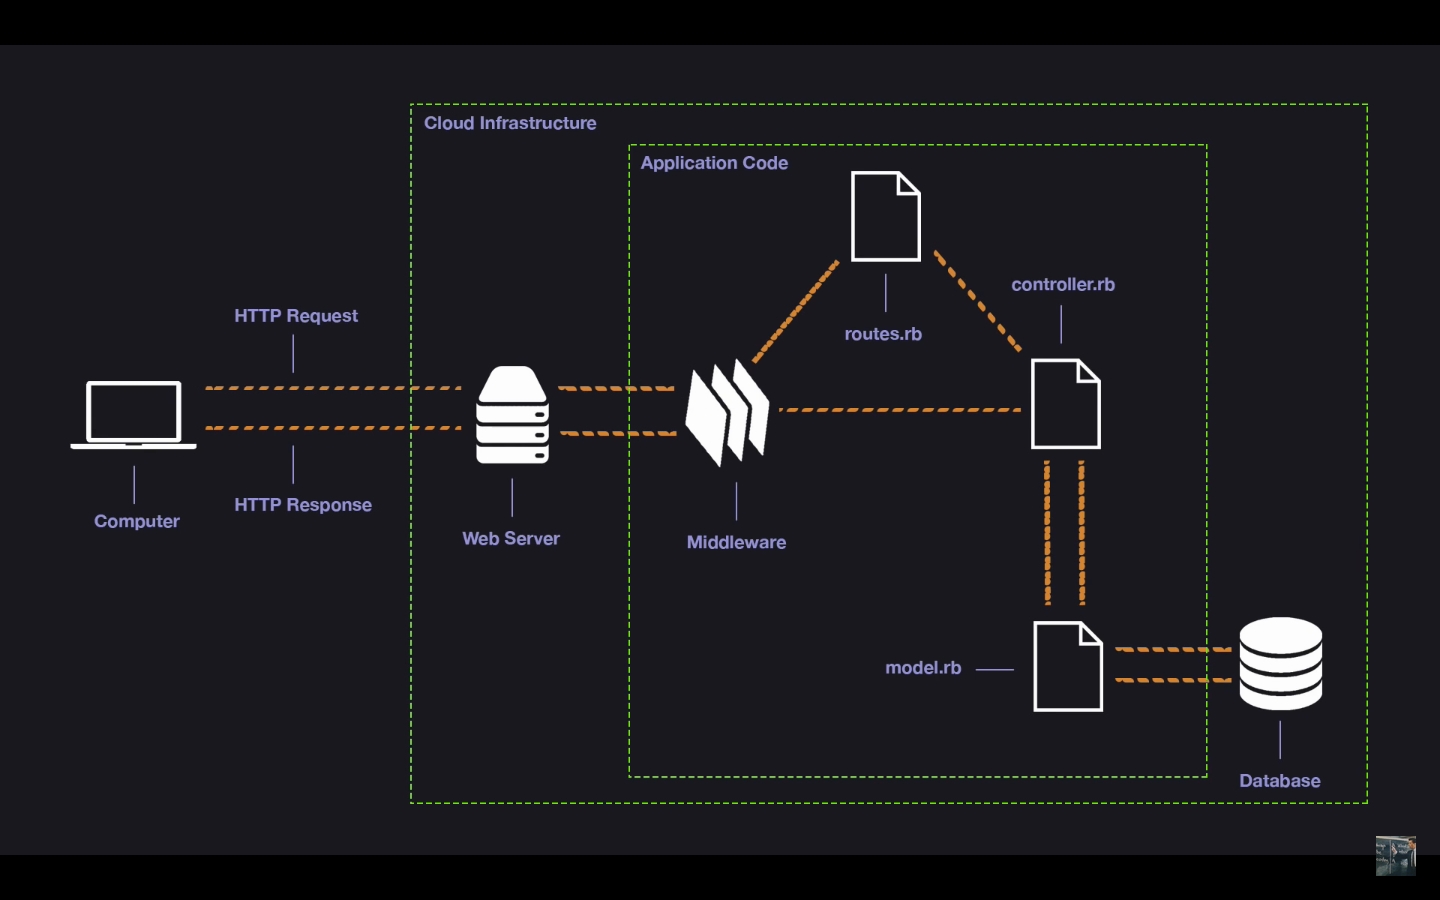 Cloud Infrastructure
Application Code
routes.rb
controller.rb
HTTP Request
HTTP Response
Computer
Web Server
Middleware
model.rb
Database